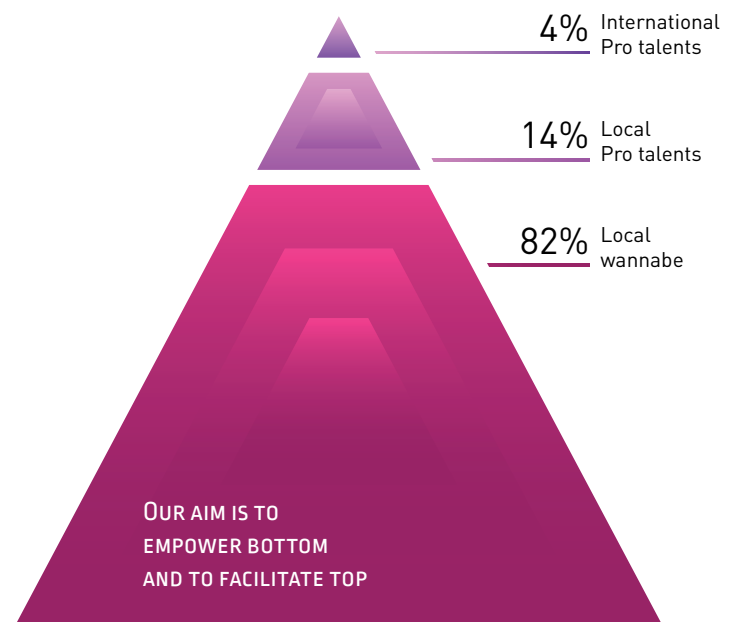 4% International
Pro talents
14% Local
Pro talents
82% Local
wannabe
Our aim is to
empower bottom
and to facilitate top